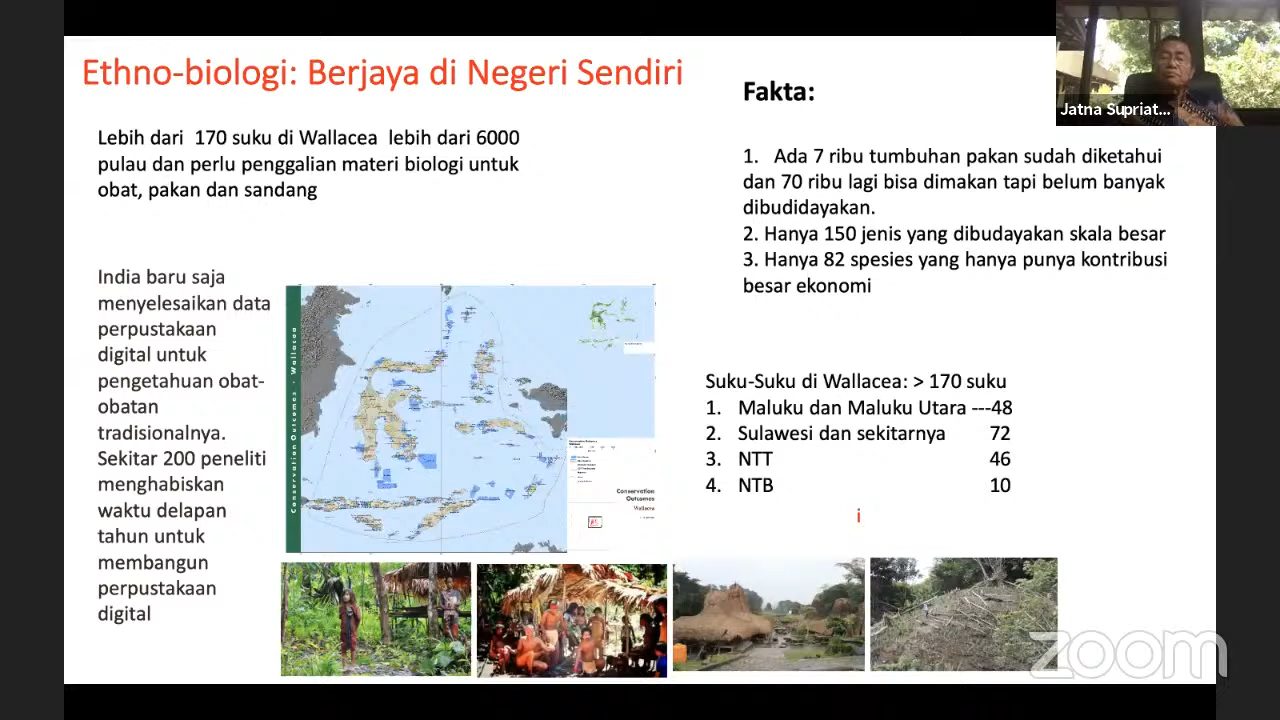 Ethno-biologi: Berjaya di Negeri Sendiri
Lebih dari 170 suku di Wallacea lebih dari 6000
pulau dan perlu penggalian materi biologi untuk
obat, pakan dan sandang
India baru saja
menyelesaikan data
perpustakaan
digital untuk
pengetahuan obat-
obatan
tradisionalnya.
Sekitar 200 peneliti
menghabiskan
waktu delapan
tahun untuk
membangun
perpustakaan
digital
Conservation Outcomes - Wallacea
Conservation
Outcomes
Wallacea
Fakta:
1. Ada 7 ribu tumbuhan pakan sudah diketahui
dan 70 ribu lagi bisa dimakan tapi belum banyak
dibudidayakan.
2. Hanya 150 jenis yang dibudayakan skala besar
3. Hanya 82 spesies yang hanya punya kontribusi
besar ekonomi
Suku-Suku di Wallacea: > 170 suku
1. Maluku dan Maluku Utara ---48
2. Sulawesi dan sekitarnya 72
3. NTT 46
4. NTB 10
i
Jatna Supriat...
zoom